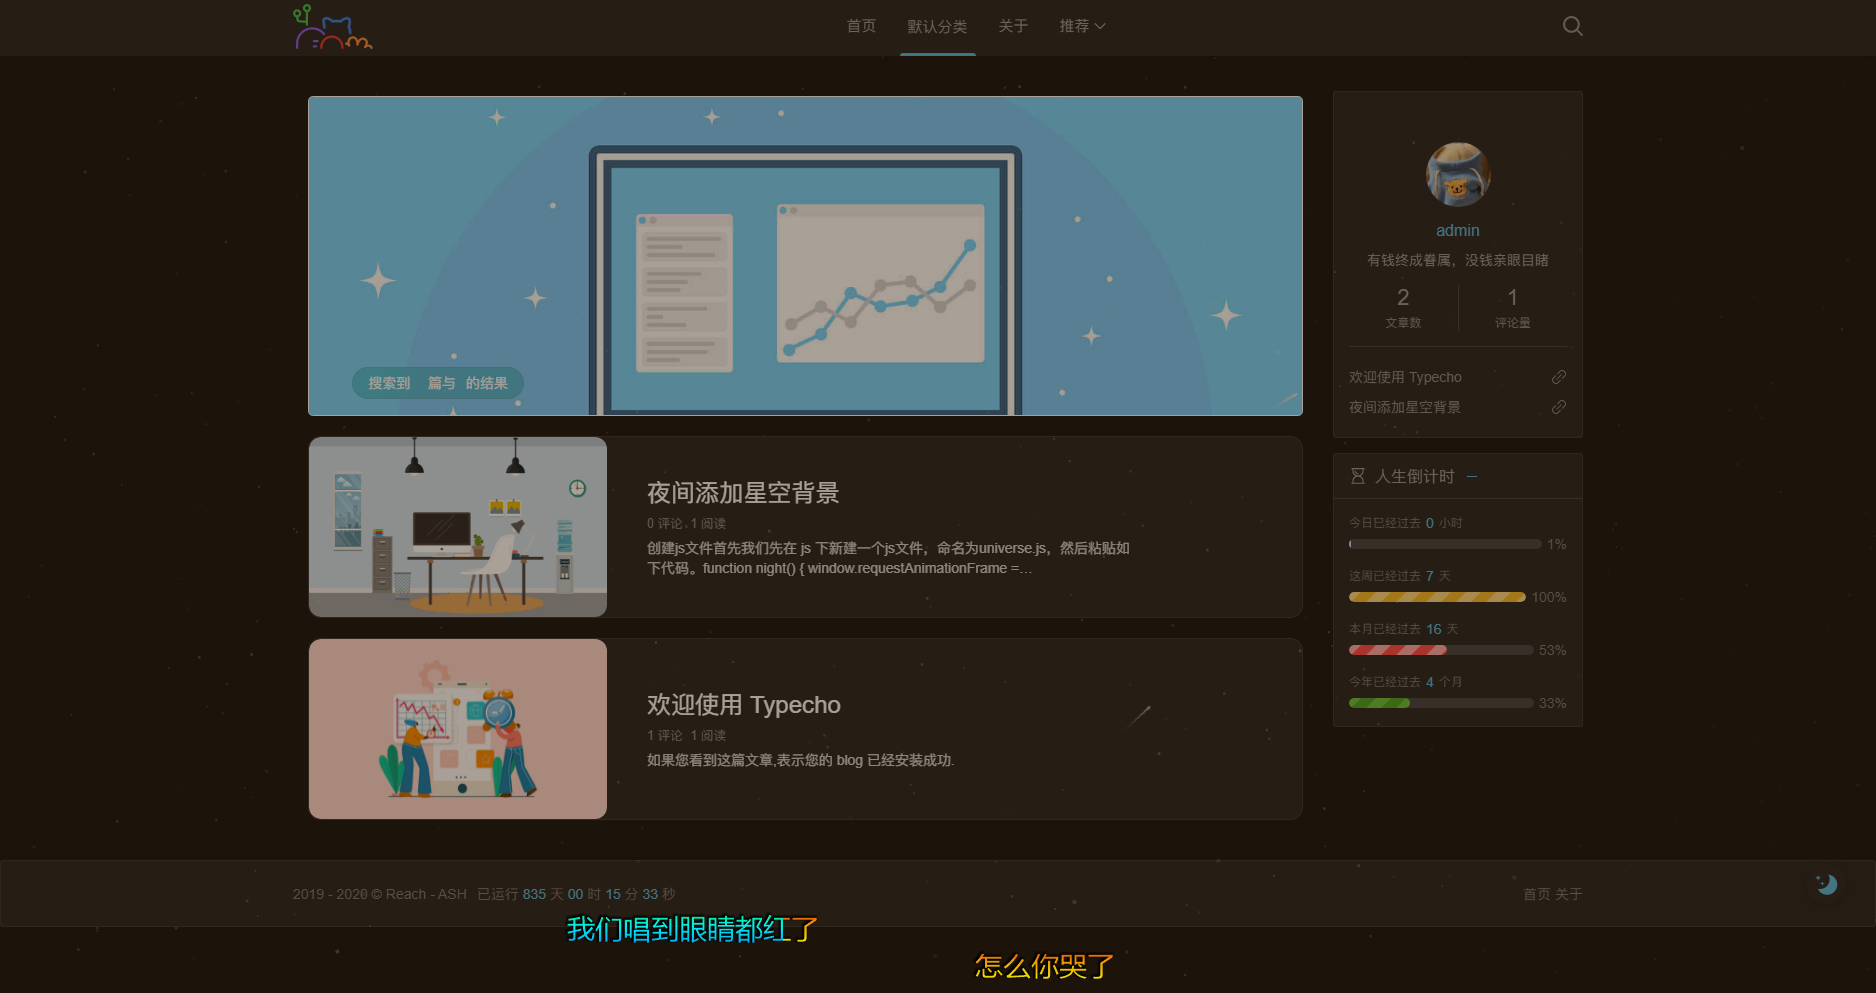 首页
默认分类
关于
推荐
搜索到 篇与 的结果
夜间添加星空背景
0 评论 1 阅读
创建js文件首先我们先在 js 下新建一个js文件，命名为universe.js，然后粘贴如
下代码。function night() { window.requestAnimationFrame =...
欢迎使用 Typecho
1 评论 1 阅读
如果您看到这篇文章,表示您的 blog 已经安装成功.
admin
有钱终成眷属，没钱亲眼目睹
2
文章数
1
评论量
欢迎使用 Typecho
夜间添加星空背景
人生倒计时
今日已经过去 0 小时
1%
这周已经过去 7 天
100%
本月已经过去 16 天
53%
今年已经过去 4 个月
33%
2019 - 2020 © Reach - ASH 已运行 835 天 00 时 15 分 33 秒
首页 关于
我们唱到眼睛都红了
怎么你哭了